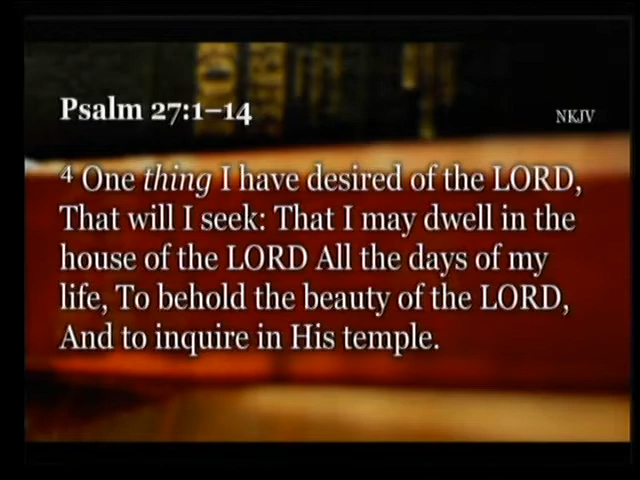 Psalm 27:1–14
NKJV
4 One thing I have desired of the LORD,
That will I seek: That I may dwell in the
house of the LORD All the days of my
life, To behold the beauty of the LORD,
And to inquire in His temple.